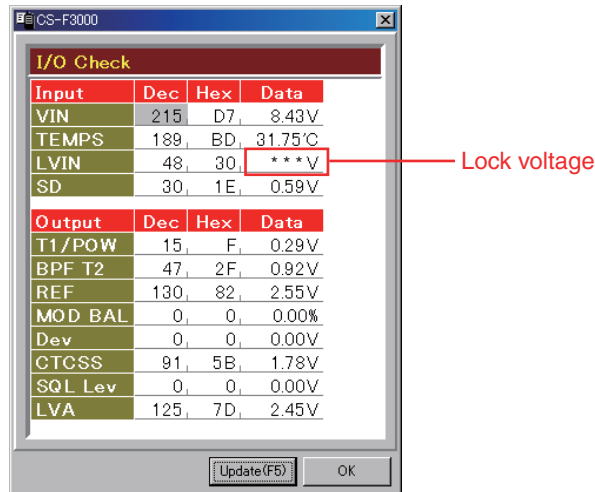 CS-F3000
I/O Check
Input Dec Hex Data
VIN 215 D7 8.43V
TEMPS 189 BD 31.75°C
LVIN 48 30 ***V
Lock voltage
SD 30 1E 0.59V
Output Dec Hex Data
T1/POW 15 F 0.29V
BPF T2 47 2F 0.92V
REF 130 82 2.55V
MOD BAL 0 0 0.00%
Dev 0 0 0.00V
CTCSS 91 5B 1.78V
SQL Lev 0 0 0.00V
LVA 125 7D 2.45V
Update(F5) OK